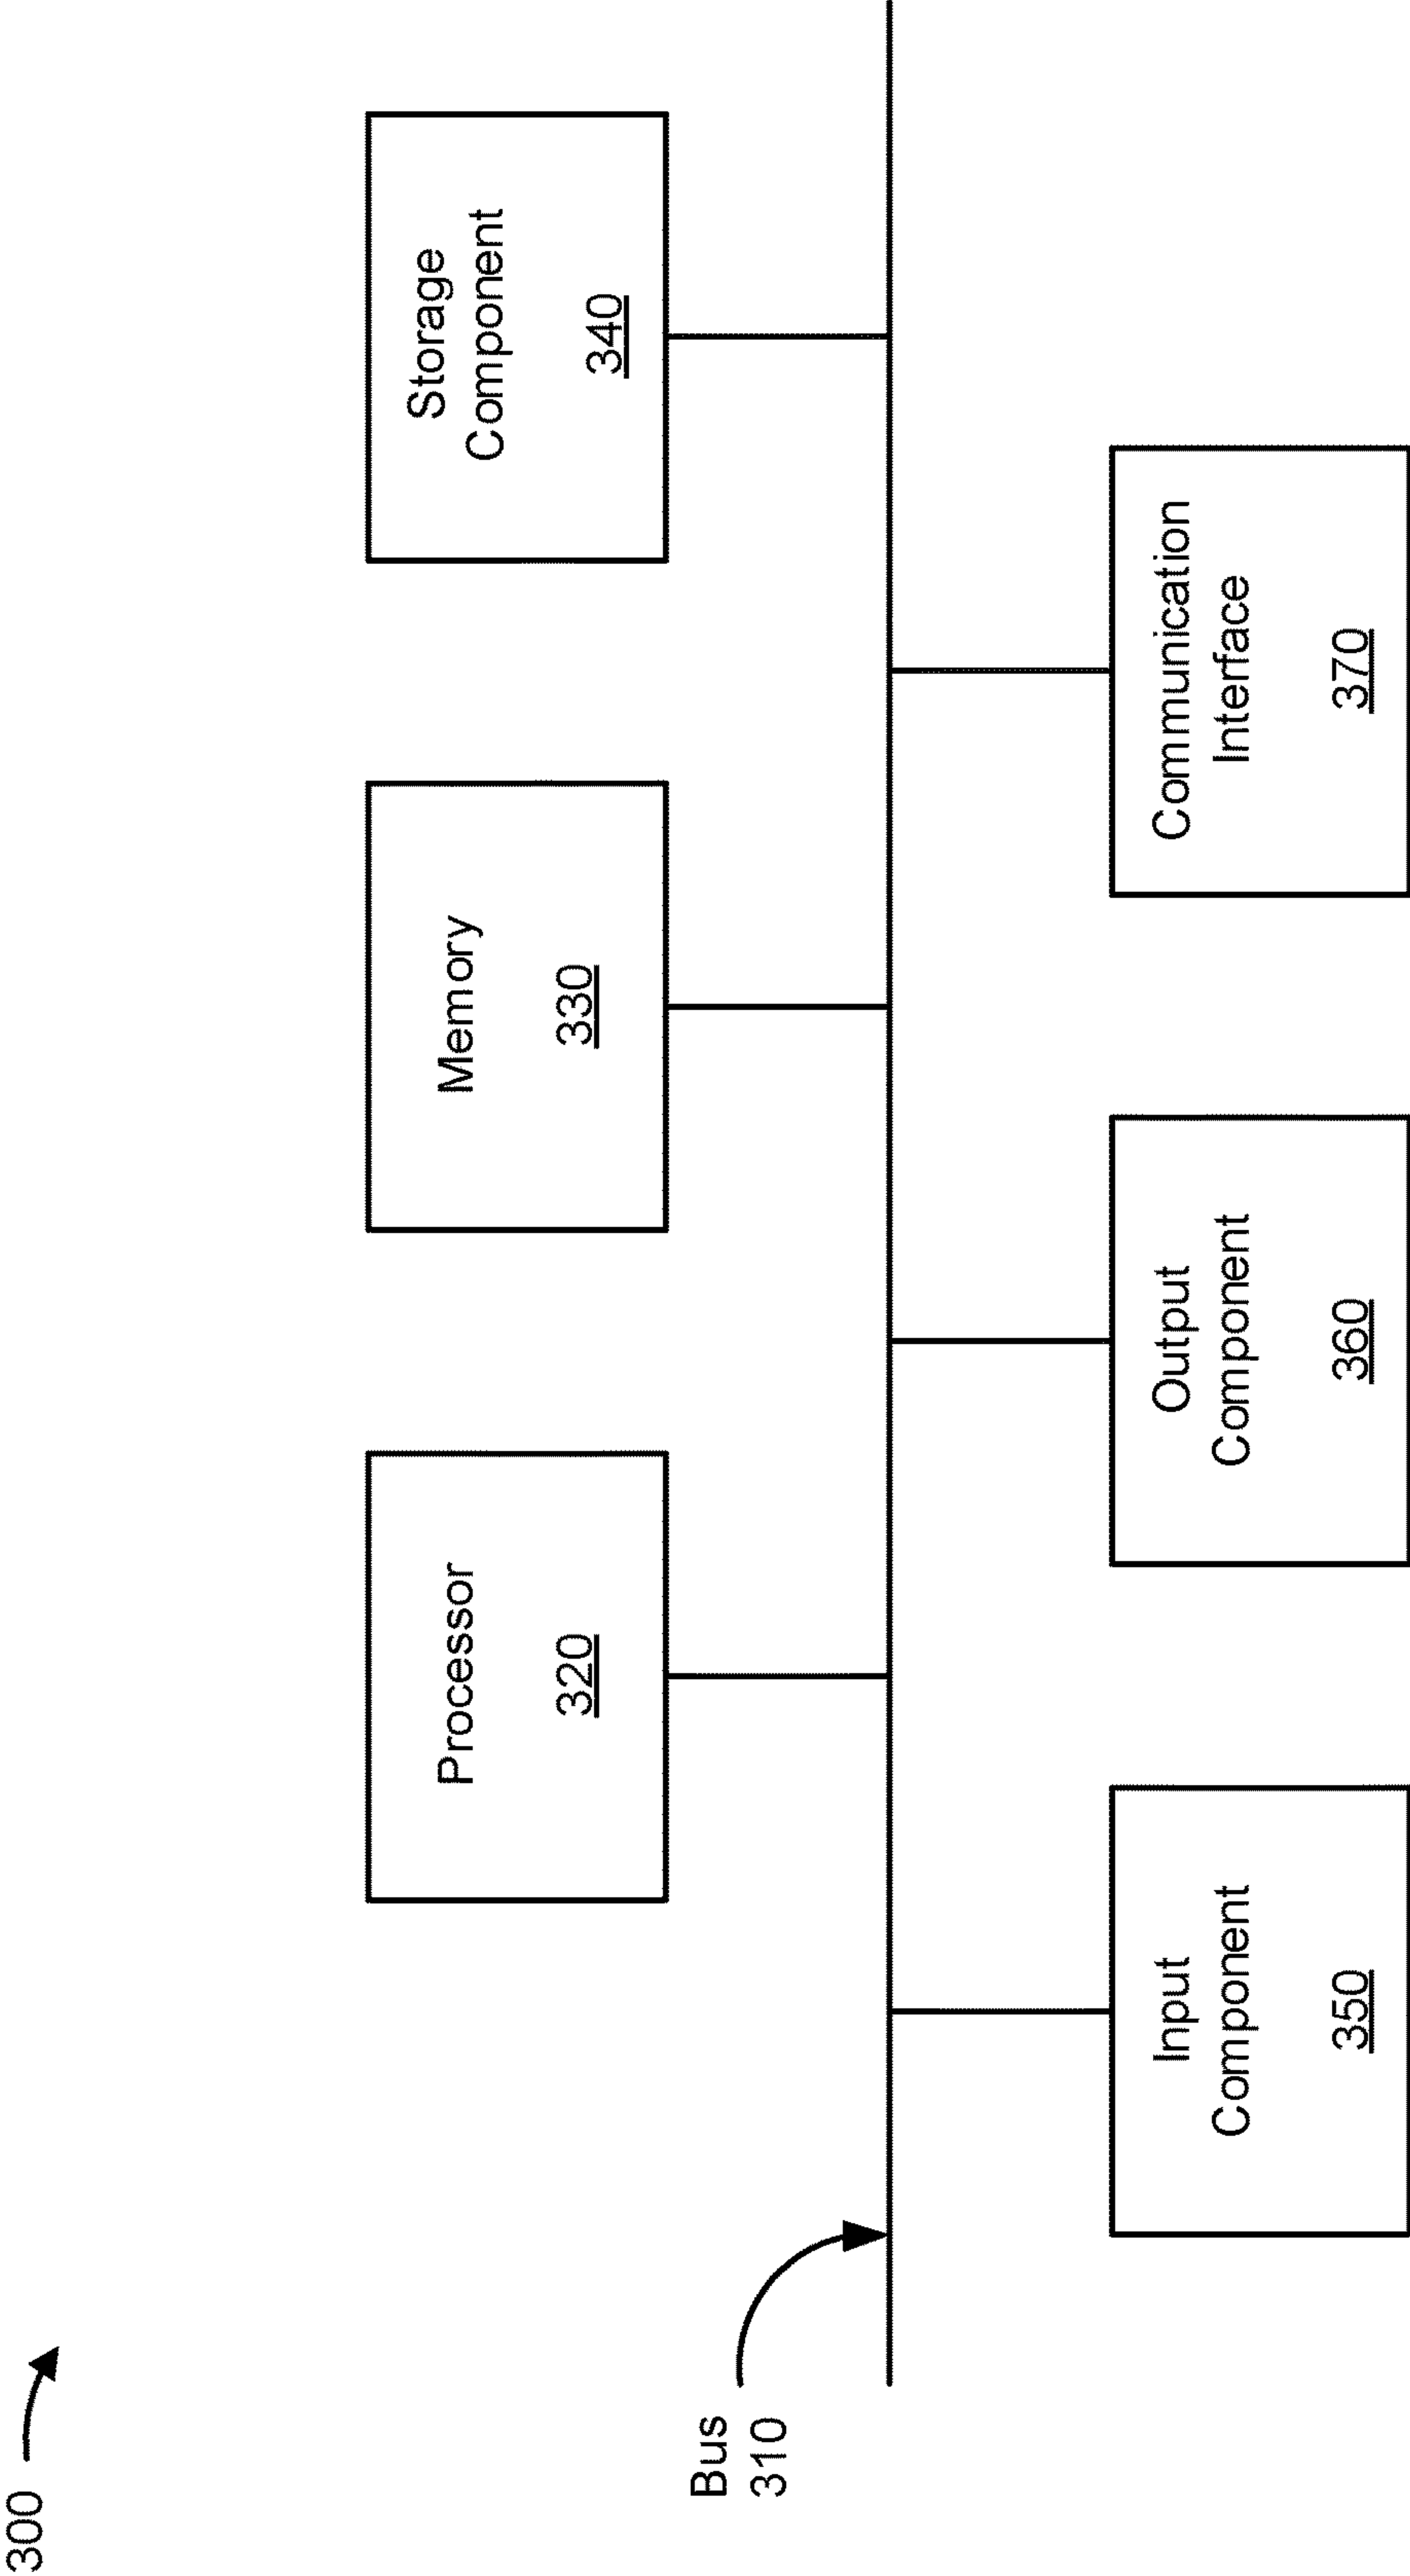 300
Processor
320
Memory
330
Storage
Component
340
Bus
310
Input
Component
350
Output
Component
360
Communication
Interface
370